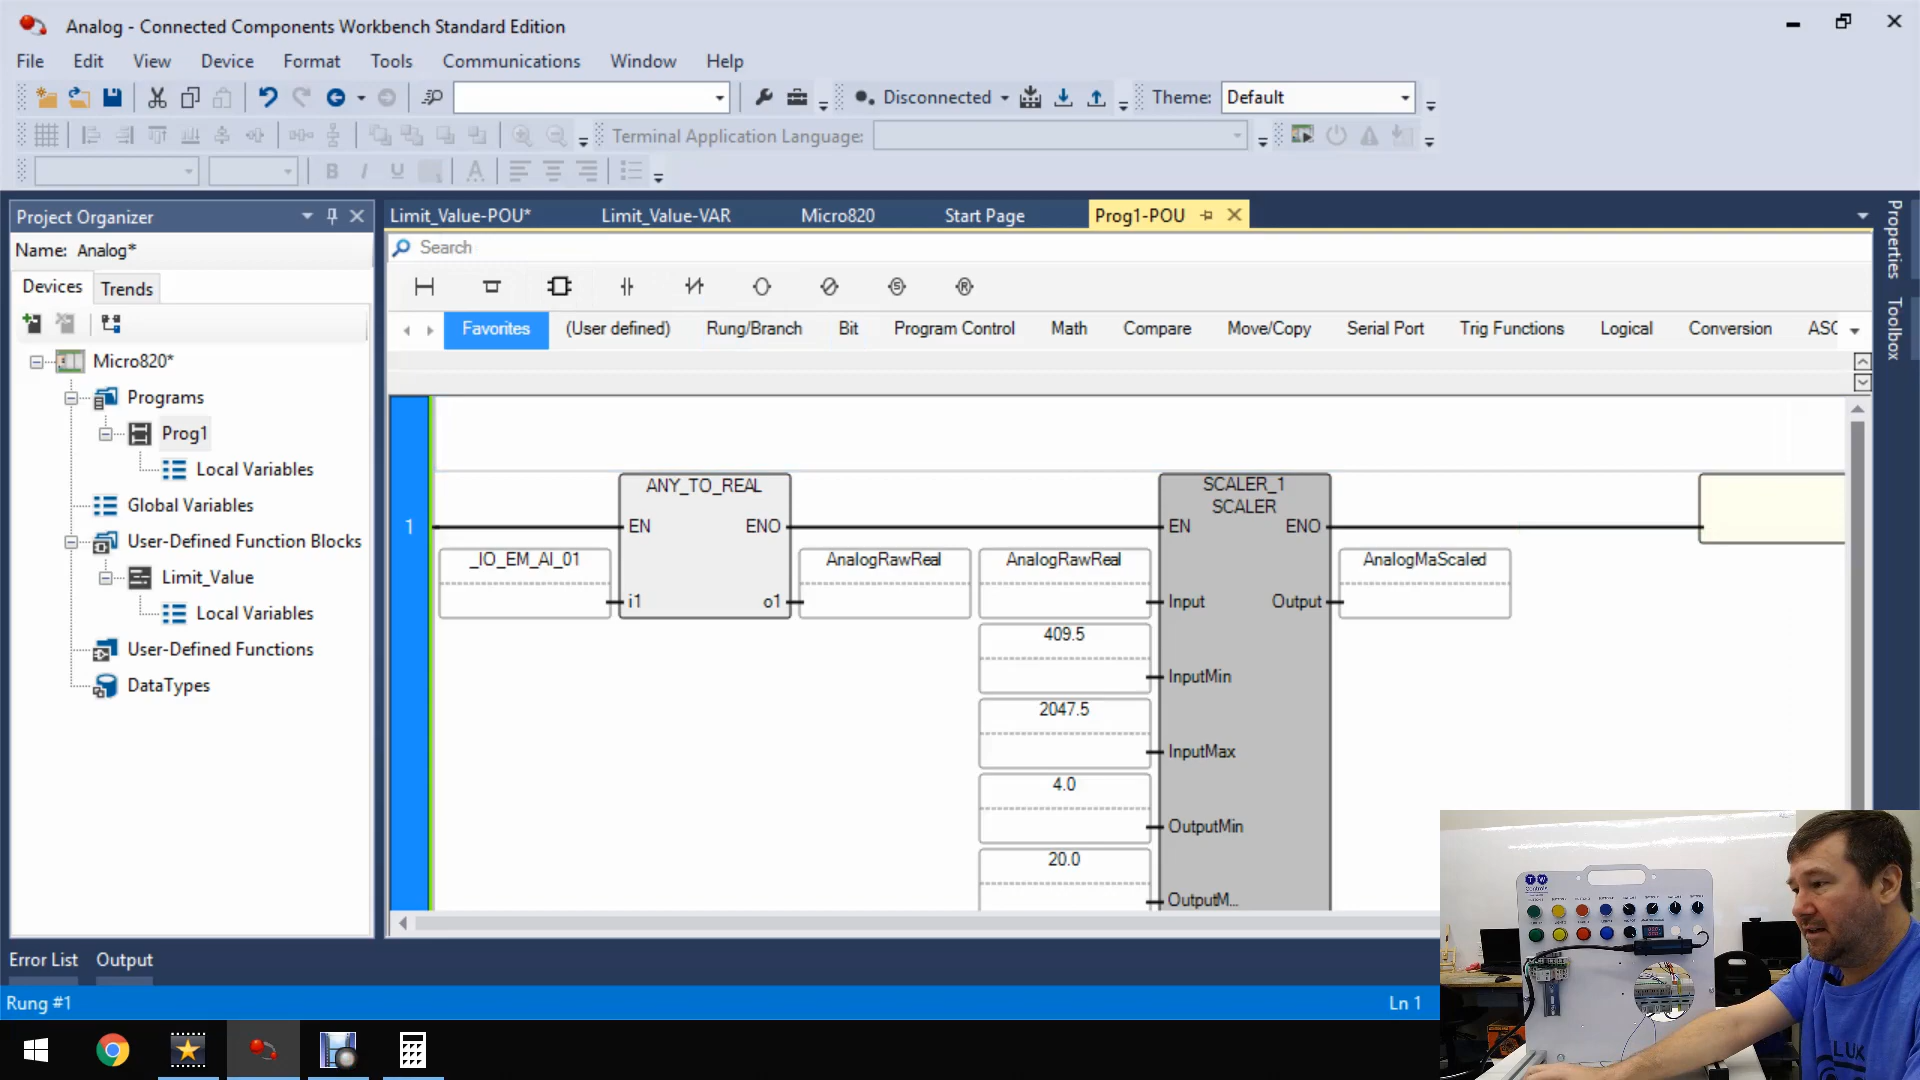 Analog - Connected Components Workbench Standard Edition
File Edit View Device Format Tools Communications Window Help
Disconnected Theme: Default
Terminal Application Language:
B I U A
Project Organizer
Name: Analog*
Devices Trends
Micro820*
Programs
Prog1
Local Variables
Global Variables
User-Defined Function Blocks
Limit_Value
Local Variables
User-Defined Functions
DataTypes
Limit_Value-POU* Limit_Value-VAR Micro820 Start Page Prog1-POU
Search
Favorites (User defined) Rung/Branch Bit Program Control Math Compare Move/Copy Serial Port Trig Functions Logical Conversion ASC
Properties
Toolbox
1
ANY_TO_REAL
EN ENO
_IO_EM_AI_01
i1 o1
AnalogRawReal
AnalogRawReal
SCALER_1
SCALER
EN ENO
Input Output
AnalogMaScaled
409.5
InputMin
2047.5
InputMax
4.0
OutputMin
20.0
OutputM...
Error List Output
Rung #1 Ln 1
T W
Controls